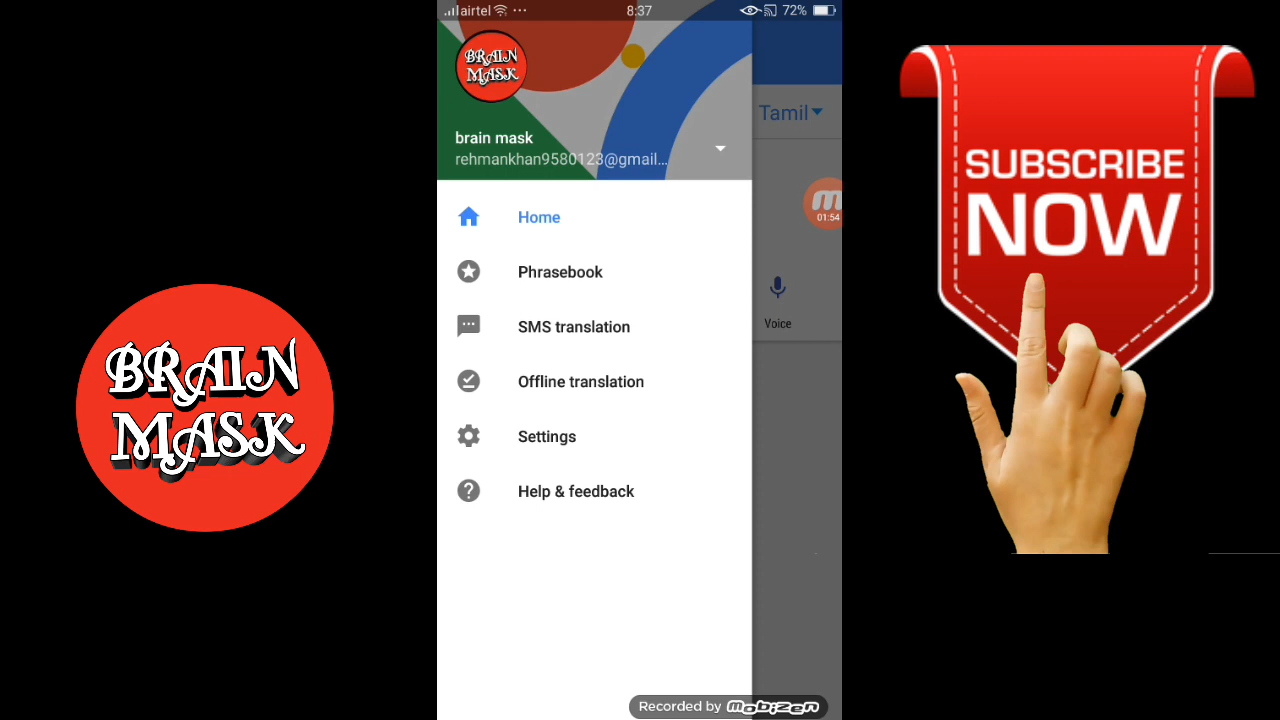 airtel
8:37
72%
BRAIN
MASK
brain mask
rehmankhan9580123@gmail...
Tamil
Home
01:54
Phrasebook
Voice
SMS translation
Offline translation
Settings
Help & feedback
Recorded by mobizen
BRAIN
MASK
SUBSCRIBE
NOW